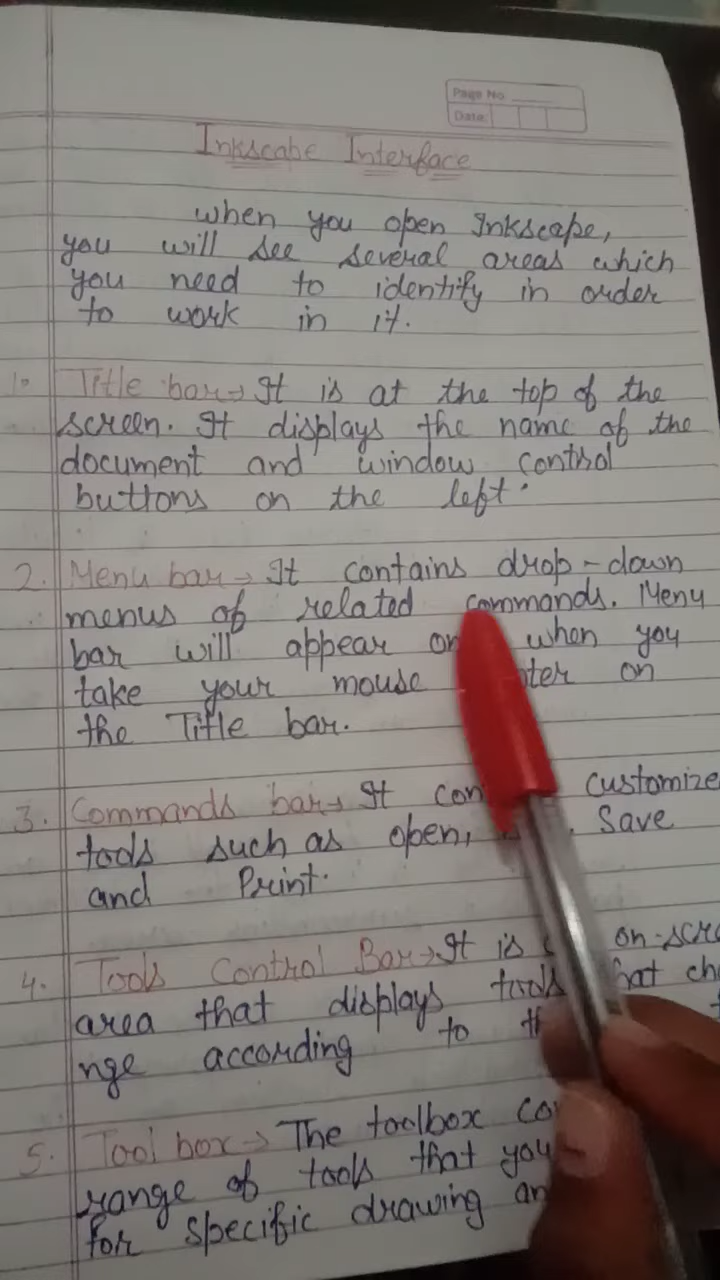 Page No.
Date:
Inkscape Interface
when you open Inkscape,
you will see several areas which
you need to identify in order
to work in it.
1. Title bar→ It is at the top of the
screen. It displays the name of the
document and window control
buttons on the left.
2. Menu bar→ It contains drop-down
menus of related commands. Menu
bar will appear when you
take your mouse on
the Title bar.
3. Commands bar→ It customize
tools such as open, Save
and Print.
4. Tools Control Bar→ It is on-scre
area that displays tools that cha
nge according to
5. Tool box→ The toolbox
range of tools that you
for specific drawing